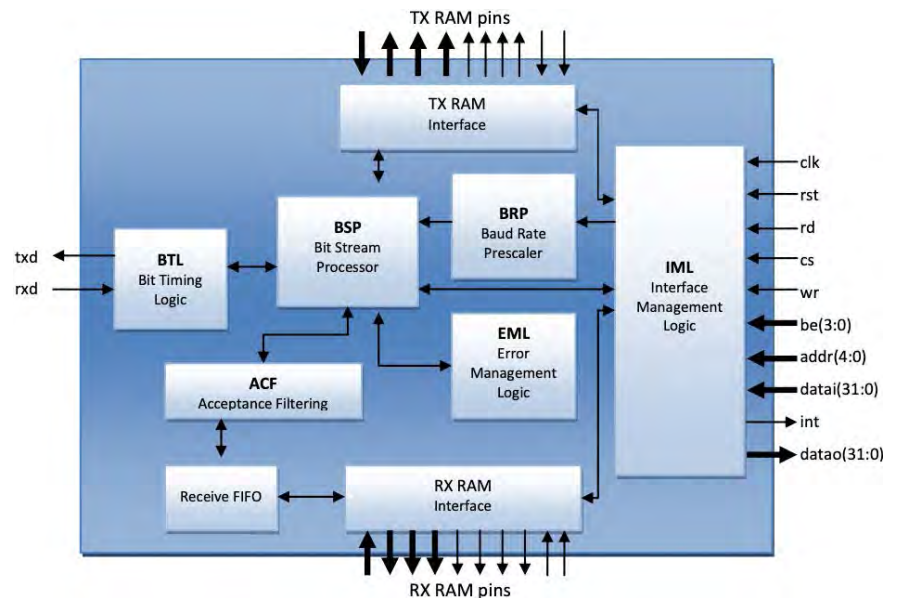 TX RAM pins
TX RAM
Interface
BSP
Bit Stream
Processor
BRP
Baud Rate
Prescaler
BTL
Bit Timing
Logic
txd
rxd
IML
Interface
Management
Logic
clk
rst
rd
cs
wr
be(3:0)
addr(4:0)
datai(31:0)
int
datao(31:0)
EML
Error
Management
Logic
ACF
Acceptance Filtering
Receive FIFO
RX RAM
Interface
RX RAM pins